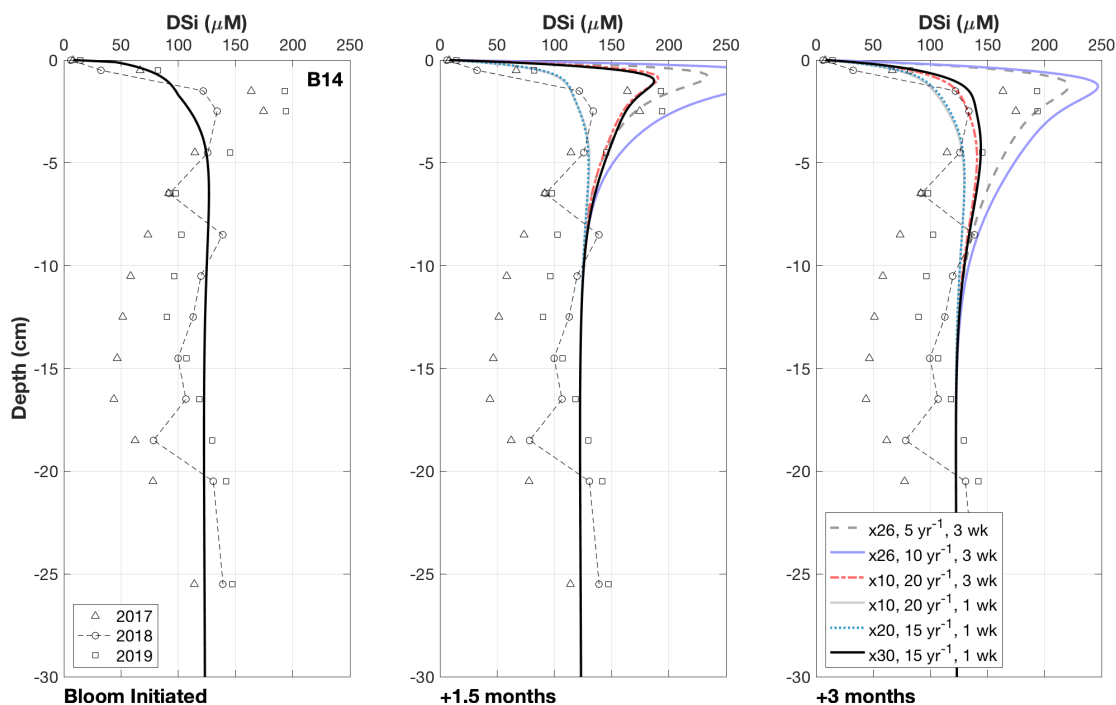 DSi (μM)
DSi (μM)
DSi (μM)
0 50 100 150 200 250
0 50 100 150 200 250
0 50 100 150 200 250
Depth (cm)
0
-5
-10
-15
-20
-25
-30
B14
2017
2018
2019
Bloom Initiated
0
-5
-10
-15
-20
-25
-30
+1.5 months
0
-5
-10
-15
-20
-25
-30
x26, 5 yr⁻¹, 3 wk
x26, 10 yr⁻¹, 3 wk
x10, 20 yr⁻¹, 3 wk
x10, 20 yr⁻¹, 1 wk
x20, 15 yr⁻¹, 1 wk
x30, 15 yr⁻¹, 1 wk
+3 months